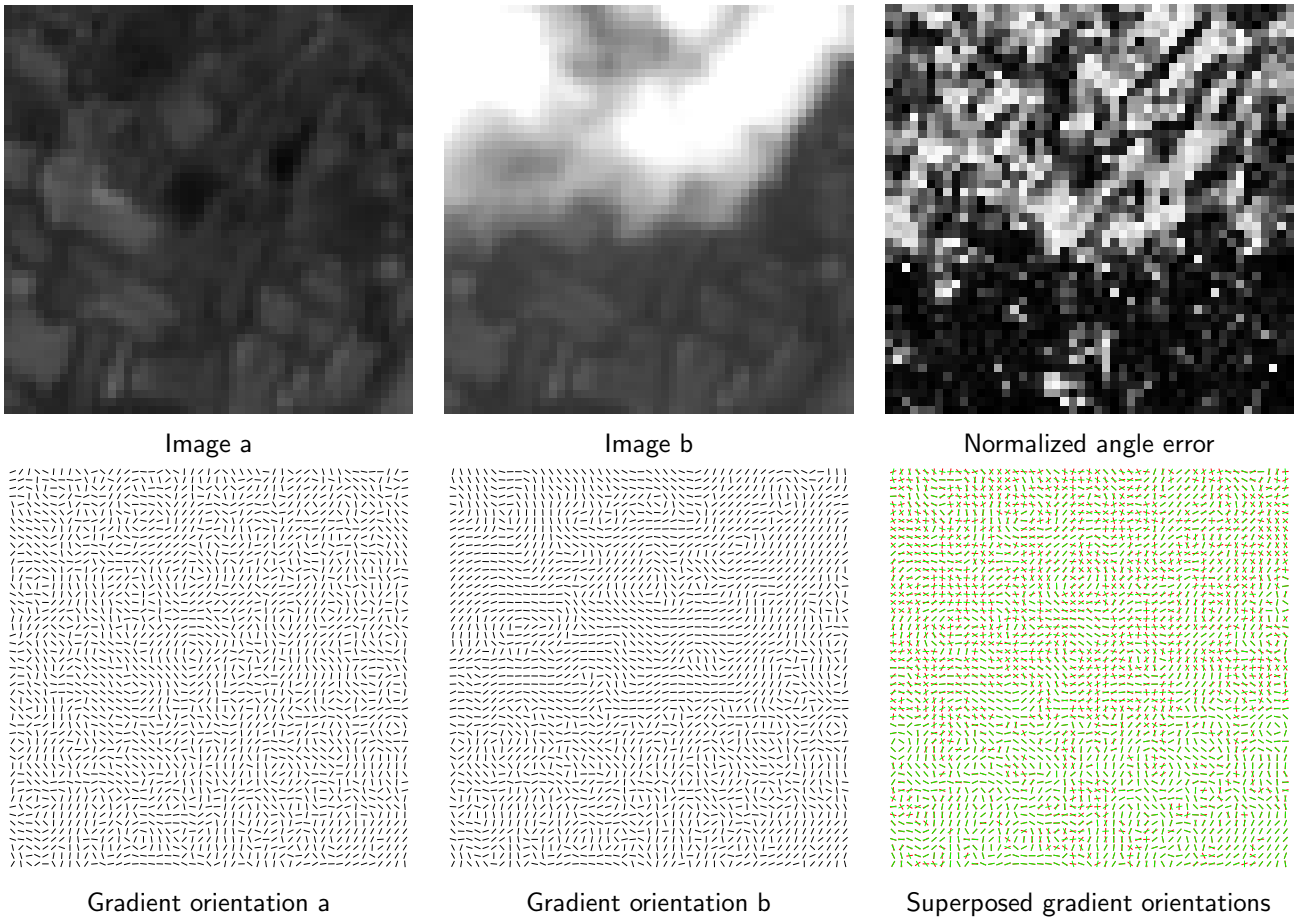 Image a
Image b
Normalized angle error
Gradient orientation a
Gradient orientation b
Superposed gradient orientations